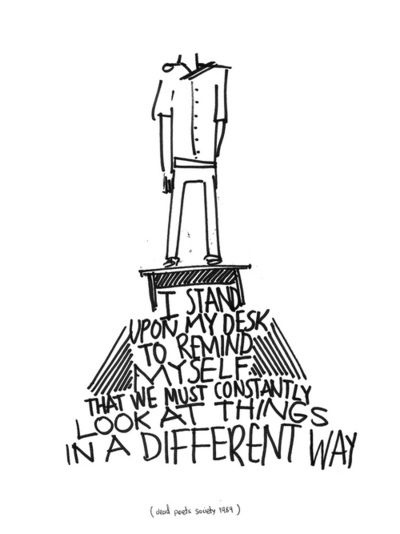 I STAND
UPON MY DESK
TO REMIND
MYSELF
THAT WE MUST CONSTANTLY
LOOK AT THINGS
IN A DIFFERENT WAY
(dead poets society 1989)